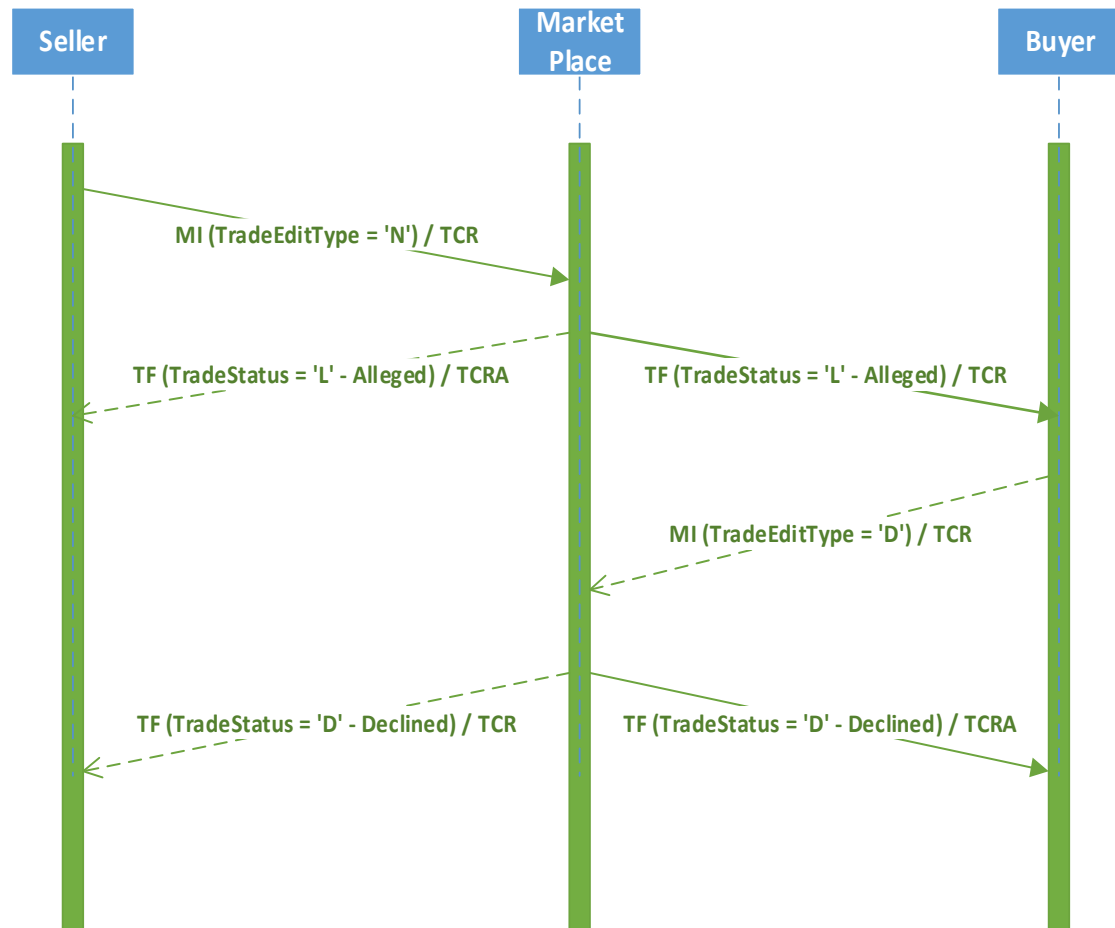 Seller
Market
Place
Buyer
MI (TradeEditType = 'N') / TCR
TF (TradeStatus = 'L' - Alleged) / TCRA
TF (TradeStatus = 'L' - Alleged) / TCR
MI (TradeEditType = 'D') / TCR
TF (TradeStatus = 'D' - Declined) / TCR
TF (TradeStatus = 'D' - Declined) / TCRA